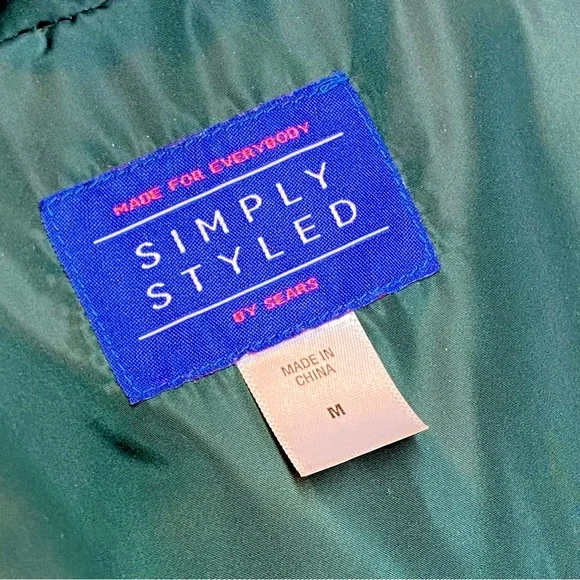 MADE FOR EVERYBODY
SIMPLY
STYLED
BY SEARS
MADE IN
CHINA
M